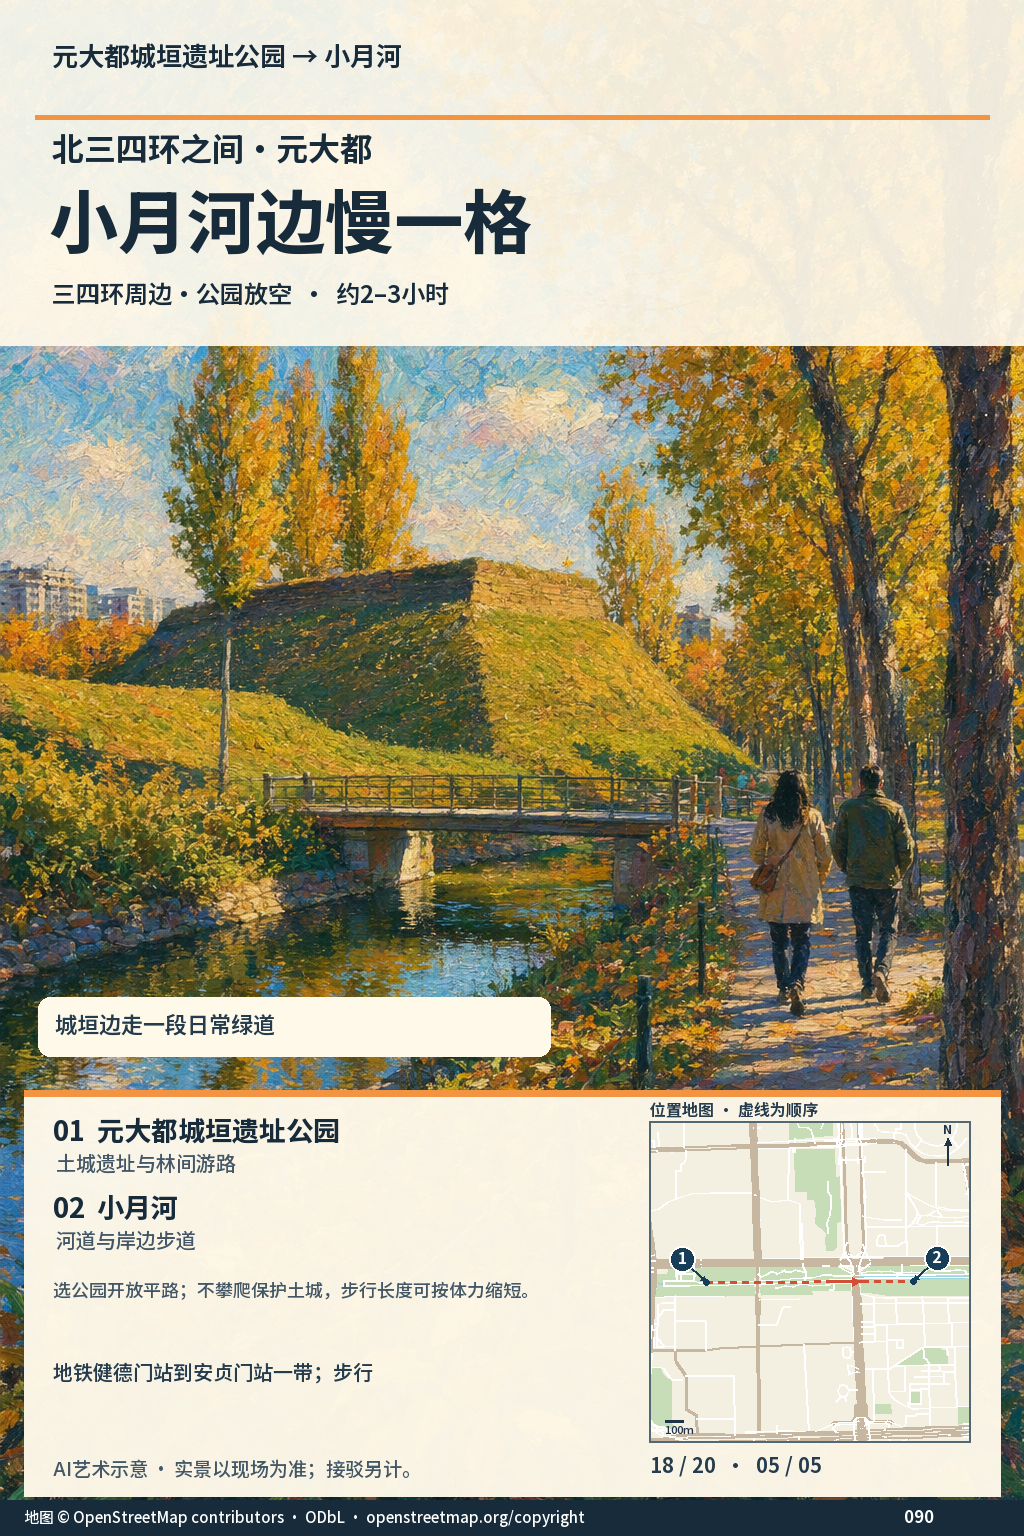 元大都城垣遗址公园 → 小月河
北三四环之间·元大都
小月河边慢一格
三四环周边·公园放空 · 约2–3小时
城垣边走一段日常绿道
01 元大都城垣遗址公园
土城遗址与林间游路
02 小月河
河道与岸边步道
选公园开放平路；不攀爬保护土城，步行长度可按体力缩短。
地铁健德门站到安贞门站一带；步行
AI艺术示意 · 实景以现场为准；接驳另计。
位置地图 · 虚线为顺序
N
1
2
100m
18 / 20 · 05 / 05
地图 © OpenStreetMap contributors · ODbL · openstreetmap.org/copyright
090